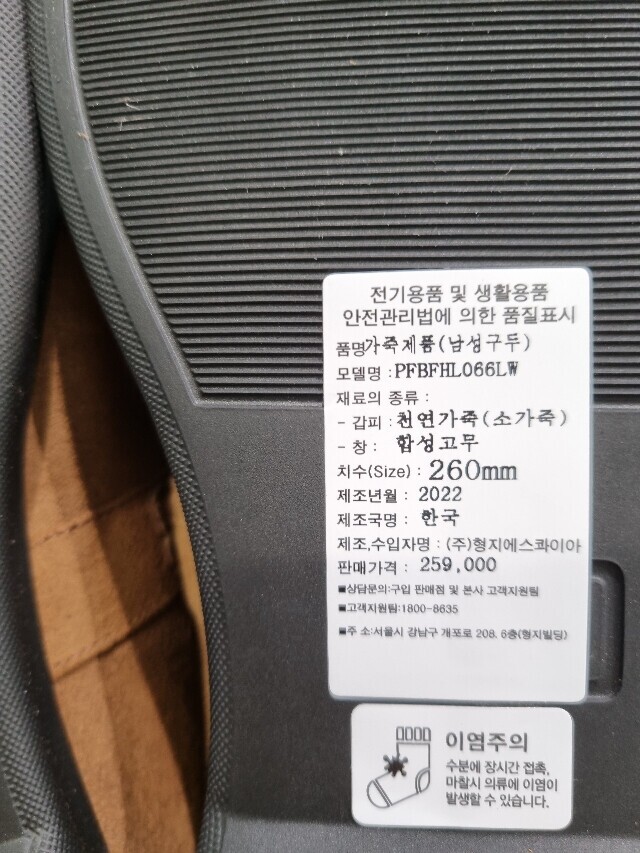 전기용품 및 생활용품
안전관리법에 의한 품질표시
품명가죽제품(남성구두)
모델명 :PFBFHL066LW
재료의 종류 :
- 갑피 :천연가죽(소가죽)
- 창 : 합성고무
치수(Size) : 260mm
제조년월 : 2022
제조국명 : 한국
제조,수입자명 : (주)형지에스콰이아
판매가격 : 259,000
■상담문의:구입 판매점 및 본사 고객지원팀
■고객지원팀:1800-8635
■주 소:서울시 강남구 개포로 208. 6층(형지빌딩)
이염주의
수분에 장시간 접촉,
마찰시 의류에 이염이
발생할 수 있습니다.